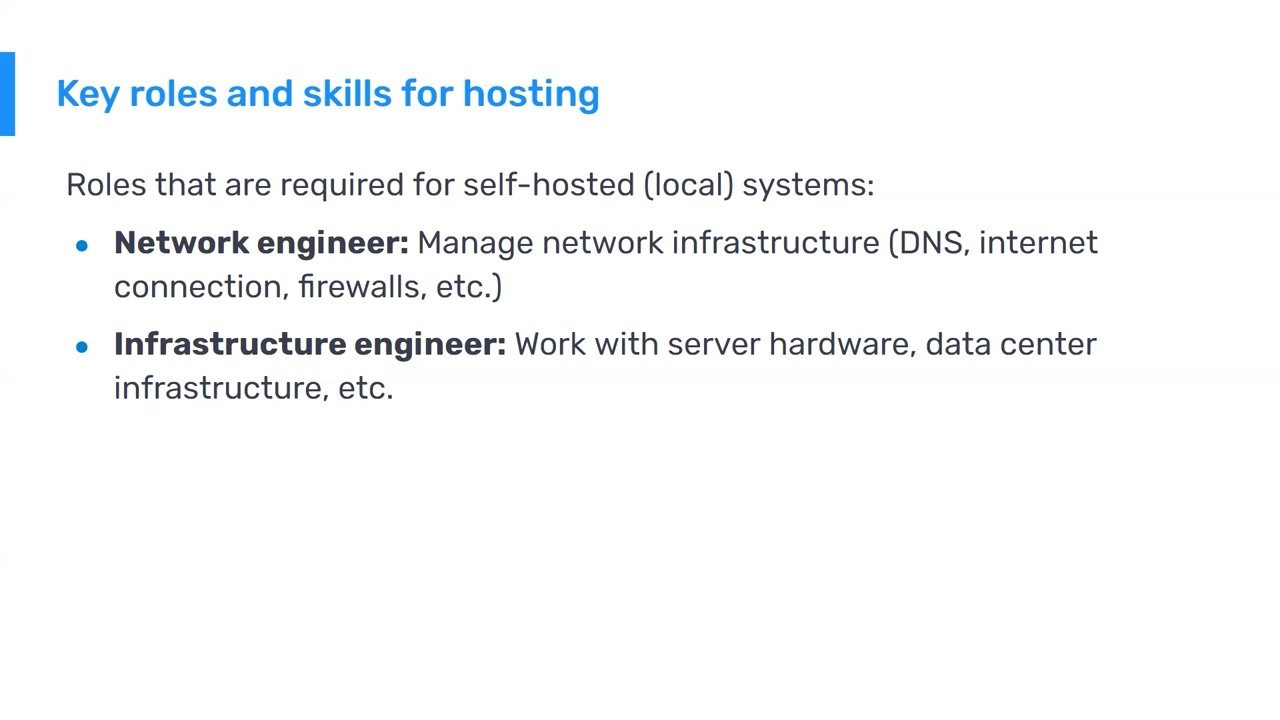 Key roles and skills for hosting
Roles that are required for self-hosted (local) systems:
• Network engineer: Manage network infrastructure (DNS, internet
connection, firewalls, etc.)
• Infrastructure engineer: Work with server hardware, data center
infrastructure, etc.